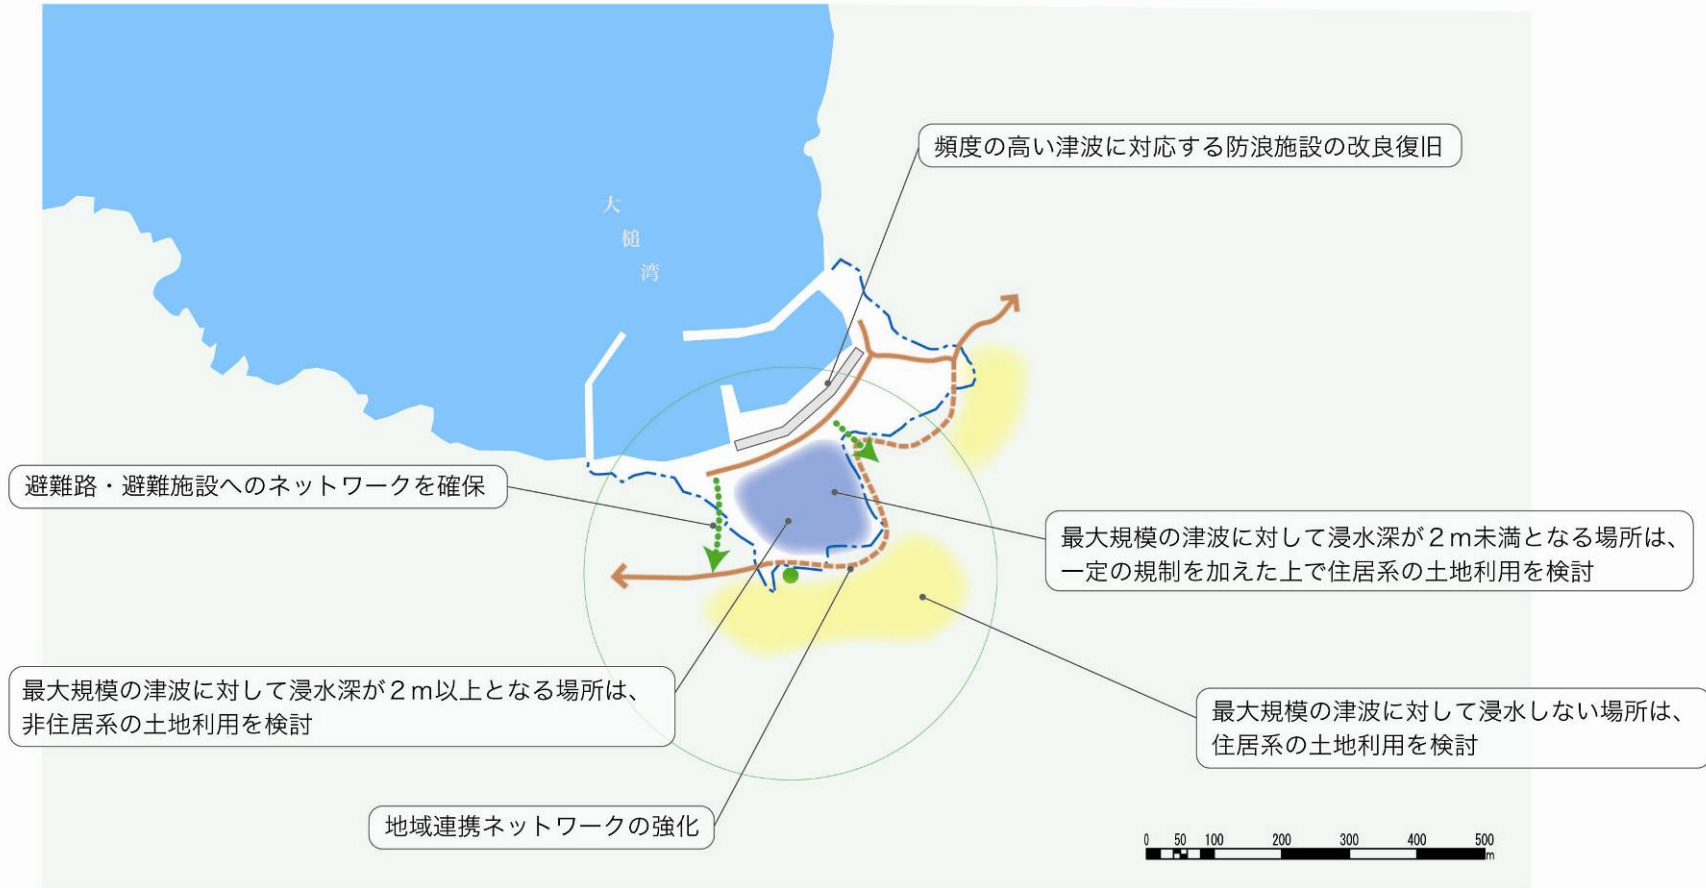 頻度の高い津波に対応する防浪施設の改良復旧
大槌湾
避難路・避難施設へのネットワークを確保
最大規模の津波に対して浸水深が2m未満となる場所は、
一定の規制を加えた上で住居系の土地利用を検討
最大規模の津波に対して浸水深が2m以上となる場所は、
非住居系の土地利用を検討
最大規模の津波に対して浸水しない場所は、
住居系の土地利用を検討
地域連携ネットワークの強化
0 50 100 200 300 400 500
m